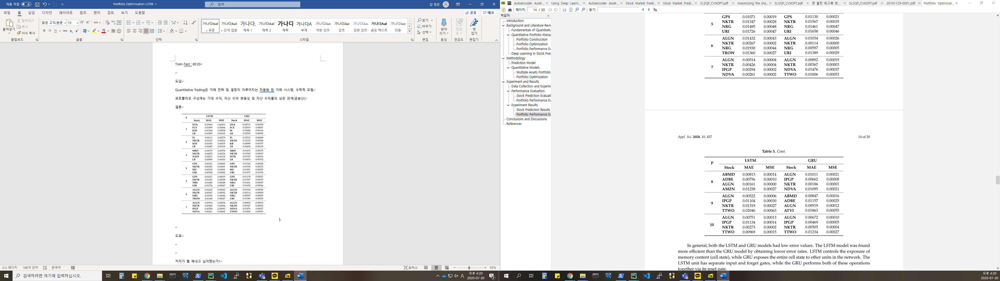 자동 저장 Portfolio Optimization LSTM 검색 김 정은
파일 홈 삽입 디자인 레이아웃 참조 편지 검토 보기 도움말 공유 메모
붙여넣기 잘라내기 복사 서식 복사
맑은 고딕(본문 10
가나다AaB 가나다AaB 가나다, 가나다AaB 가나디 가나다A 가나다Aa 가나다Aa 가나다Aa 가나다AaB 가나다Aa
표준 간격 없음 제목 1 제목 2 제목 부제 약한 강조 강조 강한 강조 굵은 텍스트 인용
찾기 바꾸기 선택 받아쓰기 민감도 편집기
클립보드 글꼴 단락 스타일 편집 음성 민감도 편집기
Train-Test ; 80:20
도입
Quantitative Trading은 거래 전략 및 결정이 이루어지는 자동화 된 거래 시스템, 수학적 모델
포트폴리오 구성에는 기대 수익, 자산 수익 변동성 및 자산 수익률의 상관 관계(공분산)
결론
P LSTM GRU
Stock MAE MSE Stock MAE MSE
1
DVA 0.05965 0.00413 DVA 0.04731 0.00258
FCX 0.01899 0.00064 FCX 0.02019 0.00067
KSS 0.01364 0.00038 M 0.03484 0.00164
LB 0.03459 0.00195 LB 0.02525 0.00092
2
FL 0.04111 0.00279 FL 0.02515 0.00089
NKTR 0.01227 0.00024 NKTR 0.01232 0.00028
KSS 0.01403 0.00035 KR 0.04080 0.00197
LB 0.02482 0.00105 LB 0.02604 0.00105
3
MRO 0.04735 0.00376 MRO 0.01433 0.00035
NKTR 0.04052 0.00236 NKTR 0.01565 0.00033
NATP 0.02651 0.00124 SIVB 0.01357 0.00034
LB 0.00850 0.00016 LB 0.04476 0.00302
4
GPS 0.00321 0.00003 GPS 0.01324 0.00028
NKTR 0.00205 0.00001 NKTR 0.01554 0.00032
MU 0.00230 0.00001 MU 0.01201 0.00025
URI 0.00360 0.00002 URI 0.01473 0.01554
5
GPS 0.01071 0.00019 GPS 0.01130 0.00021
NKTR 0.01347 0.00028 NKTR 0.01567 0.00035
NRG 0.01485 0.00048 NRG 0.01461 0.00047
URI 0.01726 0.00047 URI 0.01658 0.00046
6
ALGN 0.01432 0.00043 ALGN 0.01034 0.00026
NKTR 0.00267 0.00002 NKTR 0.00114 0.00000
NRG 0.01930 0.00044 NRG 0.00597 0.00005
TROW 0.01360 0.00027 URI 0.01389 0.00029
7
ALGN 0.00514 0.00004 ALGN 0.00892 0.00019
NKTR 0.00426 0.00004 NKTR 0.00367 0.00003
IPGP 0.00294 0.00002 NDVA 0.01476 0.00037
NDVA 0.00261 0.00002 TTWO 0.01806 0.00053
도표
저자가 뭘 해내고 싶어했는가?
3/4 페이지 186개 단어 한국어 포커스 93%
검색하려면 여기에 입력하십시오.
오후 4:20
2020-07-30
Autoencoder Asset... Using Deep Learni... Autoencoder Asset... Stock Market Predi... Stock Market Predi... SLSQP_CVXOPT.pdf maximizing the sha... SLSQP_CVXOPT.pdf 존 볼턴 회고록 한... SLSQP_CVXOPT.pdf 20191129-0001.pdf Portfolio Optimizat...
페이지: 14 / 20 찾기:
책갈피
Introduction
Background and Literature Revie
Fundamentals of Quantitativ
Quantitative Portfolio Manag
Portfolio Construction
Portfolio Optimization
Portfolio Performance Ev
Deep Learning in Stock Pred
Methodology
Prediction Model
Quantitative Models
Multiple Assets Portfolio
Portfolio Optimization
Experiment and Results
Data Collection and Experim
Performance Evaluation
Stock Prediction Evaluati
Portfolio Performance Ev
Experiment Results
Stock Prediction Results
Portfolio Performance Ev
Conclusions and Discussions
References
5
GPS 0.01071 0.00019 GPS 0.01130 0.00021
NKTR 0.01347 0.00028 NKTR 0.01567 0.00035
NRG 0.01485 0.00048 NRG 0.01461 0.00047
URI 0.01726 0.00047 URI 0.01658 0.00046
6
ALGN 0.01432 0.00043 ALGN 0.01034 0.00026
NKTR 0.00267 0.00002 NKTR 0.00114 0.00000
NRG 0.01930 0.00044 NRG 0.00597 0.00005
TROW 0.01360 0.00027 URI 0.01389 0.00029
7
ALGN 0.00514 0.00004 ALGN 0.00892 0.00019
NKTR 0.00426 0.00004 NKTR 0.00367 0.00003
IPGP 0.00294 0.00002 NDVA 0.01476 0.00037
NDVA 0.00261 0.00002 TTWO 0.01806 0.00053
Appl. Sci. 2020, 10, 437 14 of 20
Table 3. Cont.
P LSTM GRU
Stock MAE MSE Stock MAE MSE
8
ABMD 0.00813 0.00014 ALGN 0.01011 0.00021
ADBE 0.00756 0.00010 IPGP 0.00662 0.00008
ALGN 0.00161 0.00000 NKTR 0.00186 0.00001
AMZN 0.01258 0.00027 NDVA 0.01095 0.00021
9
ALGN 0.00522 0.00006 ABMD 0.00847 0.00016
IPGP 0.01104 0.00030 ADBE 0.01157 0.00025
NKTR 0.01319 0.00027 ALGN 0.00919 0.00012
TTWO 0.02046 0.00063 ATVI 0.01863 0.00055
10
ALGN 0.00751 0.00013 ALGN 0.00672 0.00010
IPGP 0.01134 0.00014 IPGP 0.00469 0.00005
NKTR 0.00273 0.00002 NKTR 0.00505 0.00004
TTWO 0.00969 0.00015 TTWO 0.01234 0.00027
In general, both the LSTM and GRU models had low error values. The LSTM model was found
more efficient than the GRU model by obtaining lower error rates. LSTM controls the exposure of
memory content (cell state), while GRU exposes the entire cell state to other units in the network. The
LSTM unit has separate input and forget gates, while the GRU performs both of these operations
together via its reset gate.
오후 4:20
2020-07-30